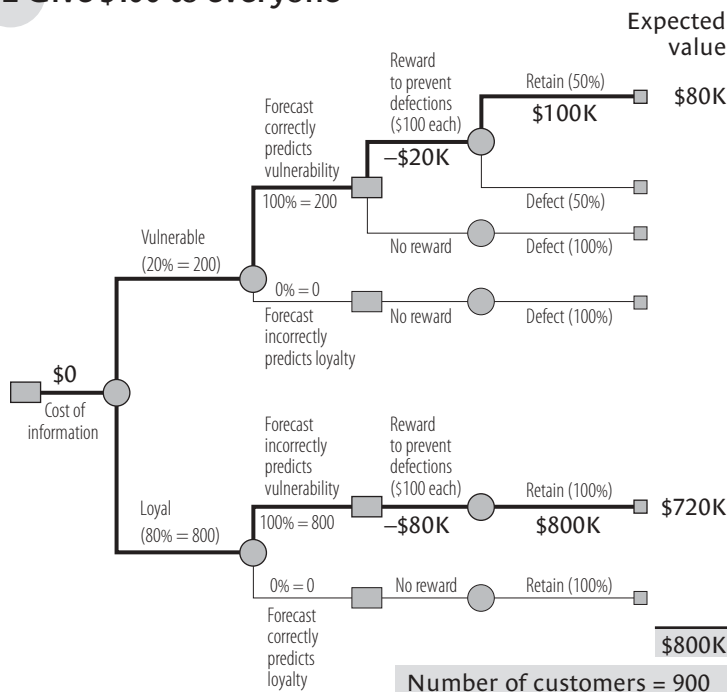 Give $100 to everyone
Expected
value
Reward
to prevent
defections
($100 each)
–$20K
Retain (50%)
$100K
$80K
Defect (50%)
Forecast
correctly
predicts
vulnerability
100% = 200
No reward
Defect (100%)
Vulnerable
(20% = 200)
0% = 0
Forecast
incorrectly
predicts loyalty
No reward
Defect (100%)
$0
Cost of
information
Loyal
(80% = 800)
Forecast
incorrectly
predicts
vulnerability
100% = 800
Reward
to prevent
defections
($100 each)
–$80K
Retain (100%)
$800K
$720K
0% = 0
Forecast
correctly
predicts
loyalty
No reward
Retain (100%)
$800K
Number of customers = 900